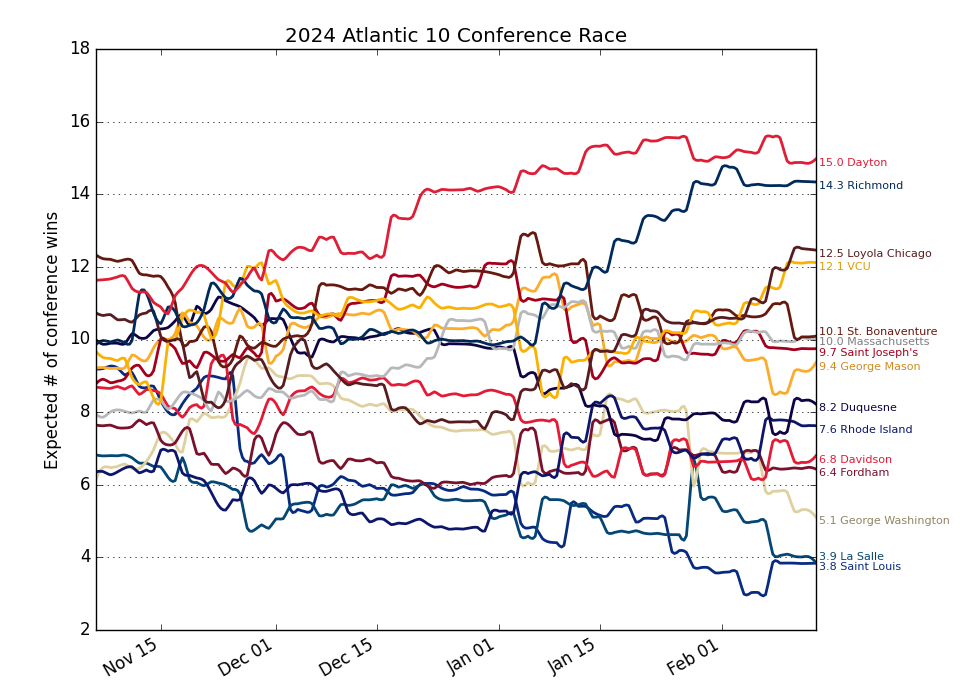 2024 Atlantic 10 Conference Race
Expected # of conference wins
18
16
14
12
10
8
6
4
2
Nov 15
Dec 01
Dec 15
Jan 01
Jan 15
Feb 01
15.0 Dayton
14.3 Richmond
12.5 Loyola Chicago
12.1 VCU
10.1 St. Bonaventure
10.0 Massachusetts
9.7 Saint Joseph's
9.4 George Mason
8.2 Duquesne
7.6 Rhode Island
6.8 Davidson
6.4 Fordham
5.1 George Washington
3.9 La Salle
3.8 Saint Louis